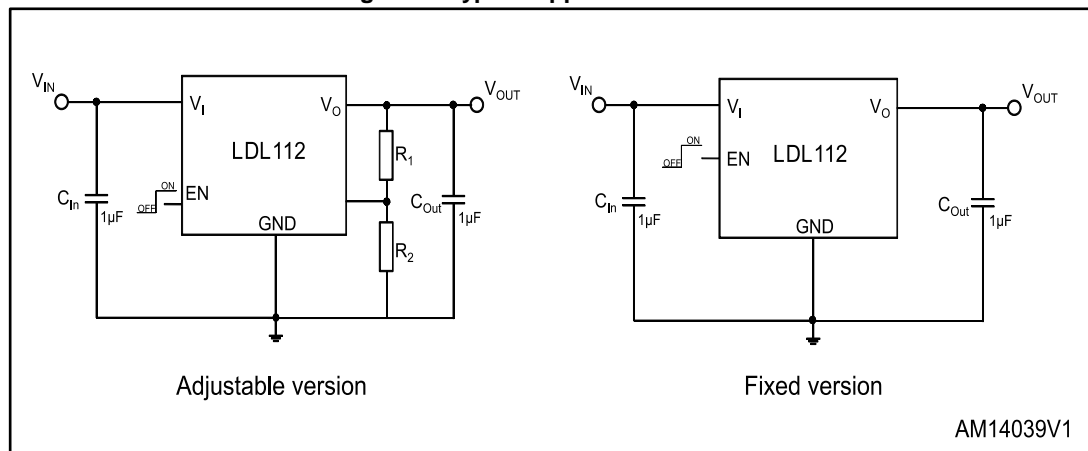 V_IN
V_I
V_O
V_OUT
LDL112
R_1
ON
OFF
EN
C_In
1µF
C_Out
1µF
GND
R_2
Adjustable version
V_IN
V_I
V_O
V_OUT
ON
OFF
EN
LDL112
C_In
1µF
C_Out
1µF
GND
Fixed version
AM14039V1